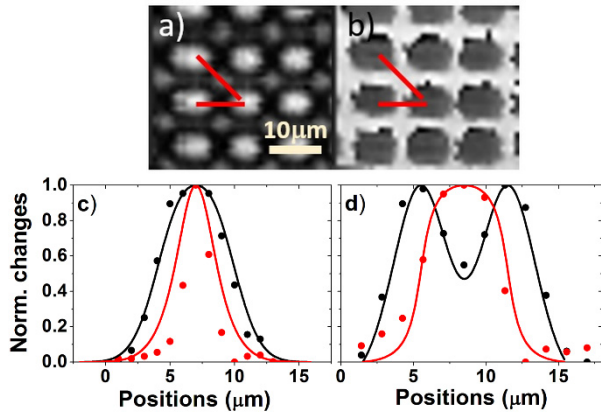 a)
b)
10μm
c)
d)
1.0
0.8
0.6
0.4
0.2
0.0
Norm. changes
0 5 10 15
0 5 10 15
Positions (μm)
Positions (μm)